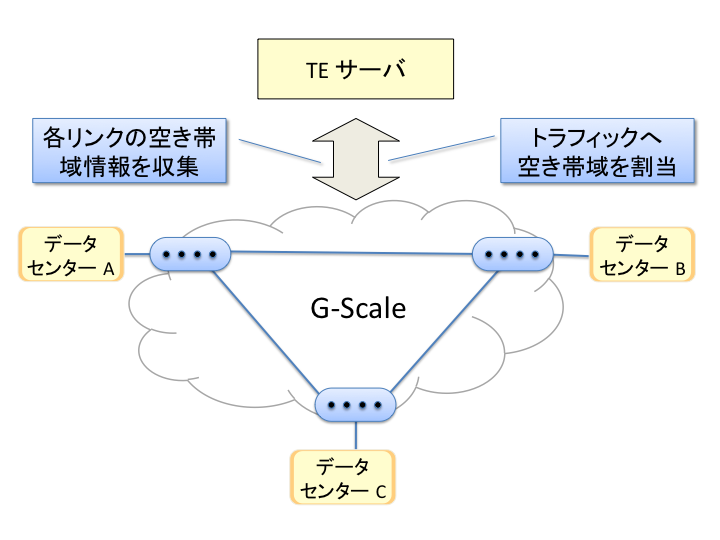 TE サーバ
各リンクの空き帯
域情報を収集
トラフィックへ
空き帯域を割当
データ
センター A
データ
センター B
G-Scale
データ
センター C